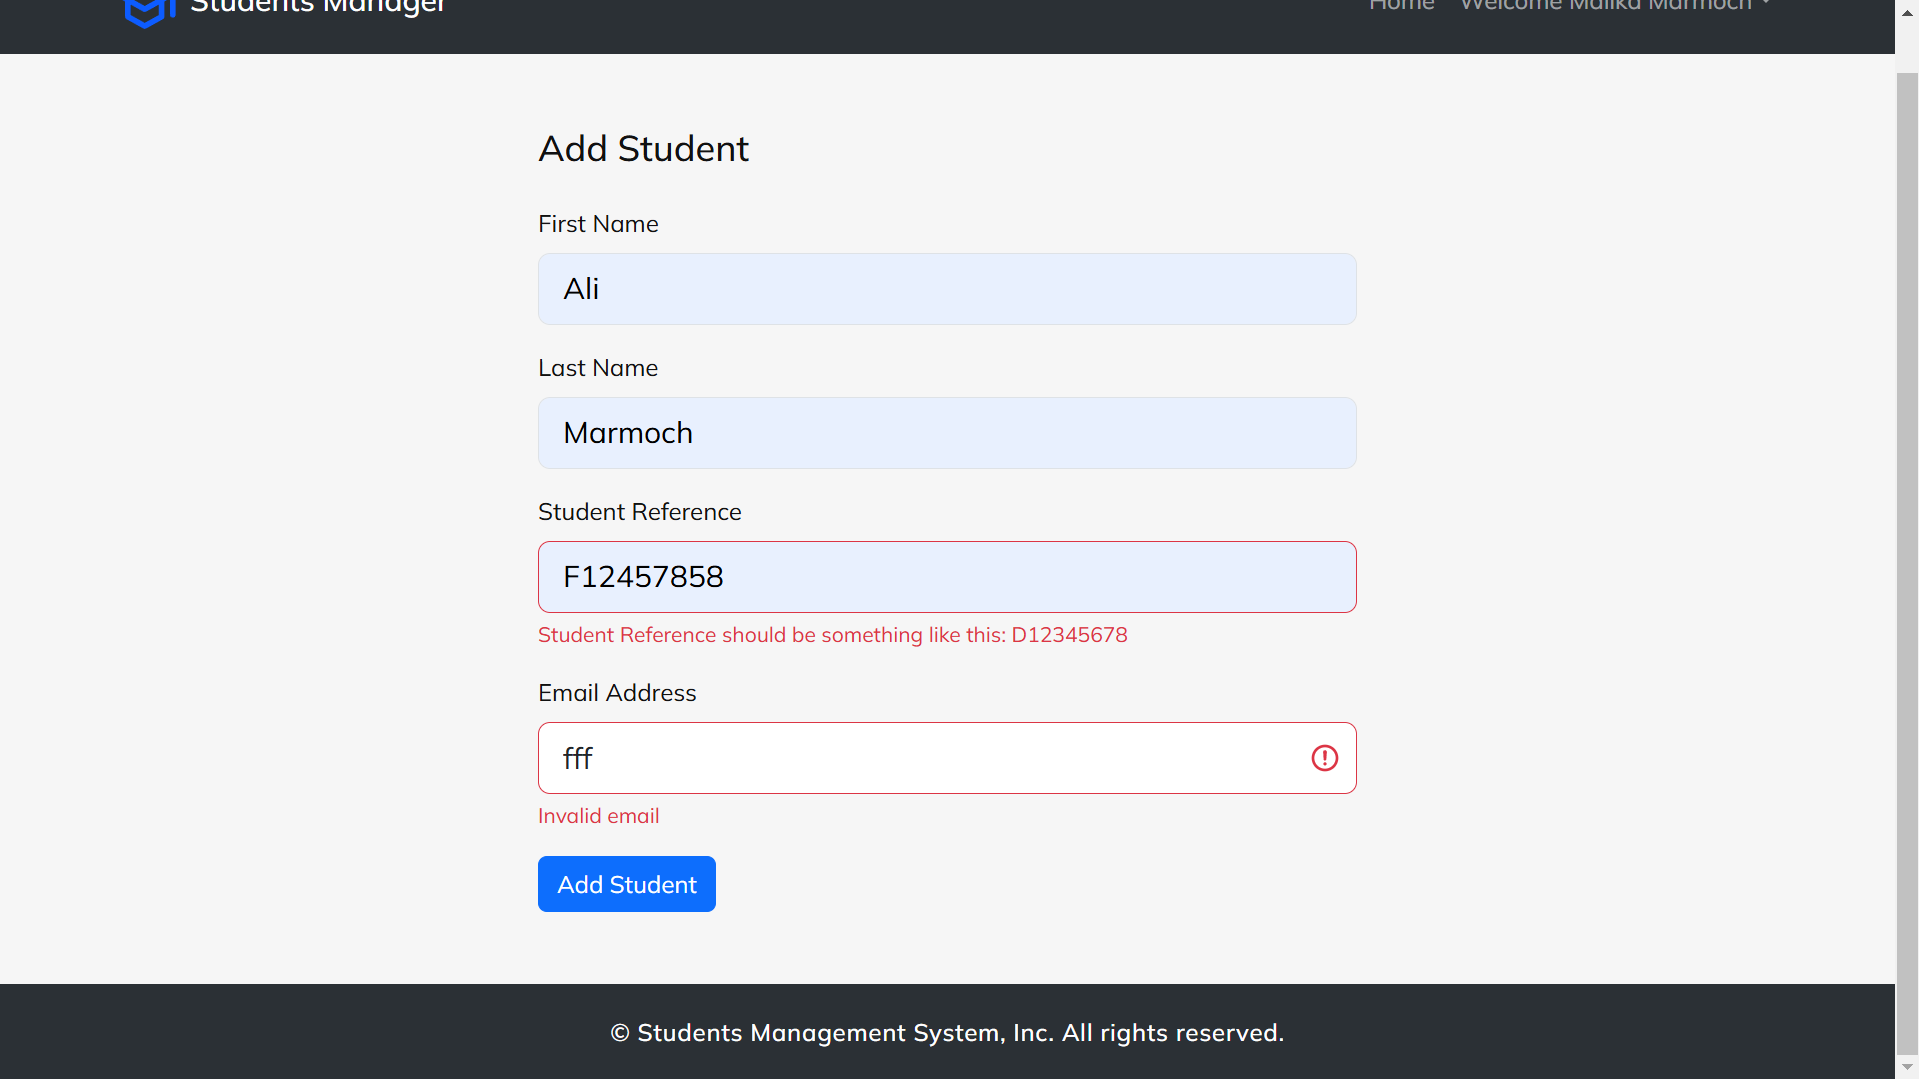 Students Manager
Home Welcome Malika Marmoch
Add Student
First Name
Ali
Last Name
Marmoch
Student Reference
F12457858
Student Reference should be something like this: D12345678
Email Address
fff
Invalid email
Add Student
© Students Management System, Inc. All rights reserved.